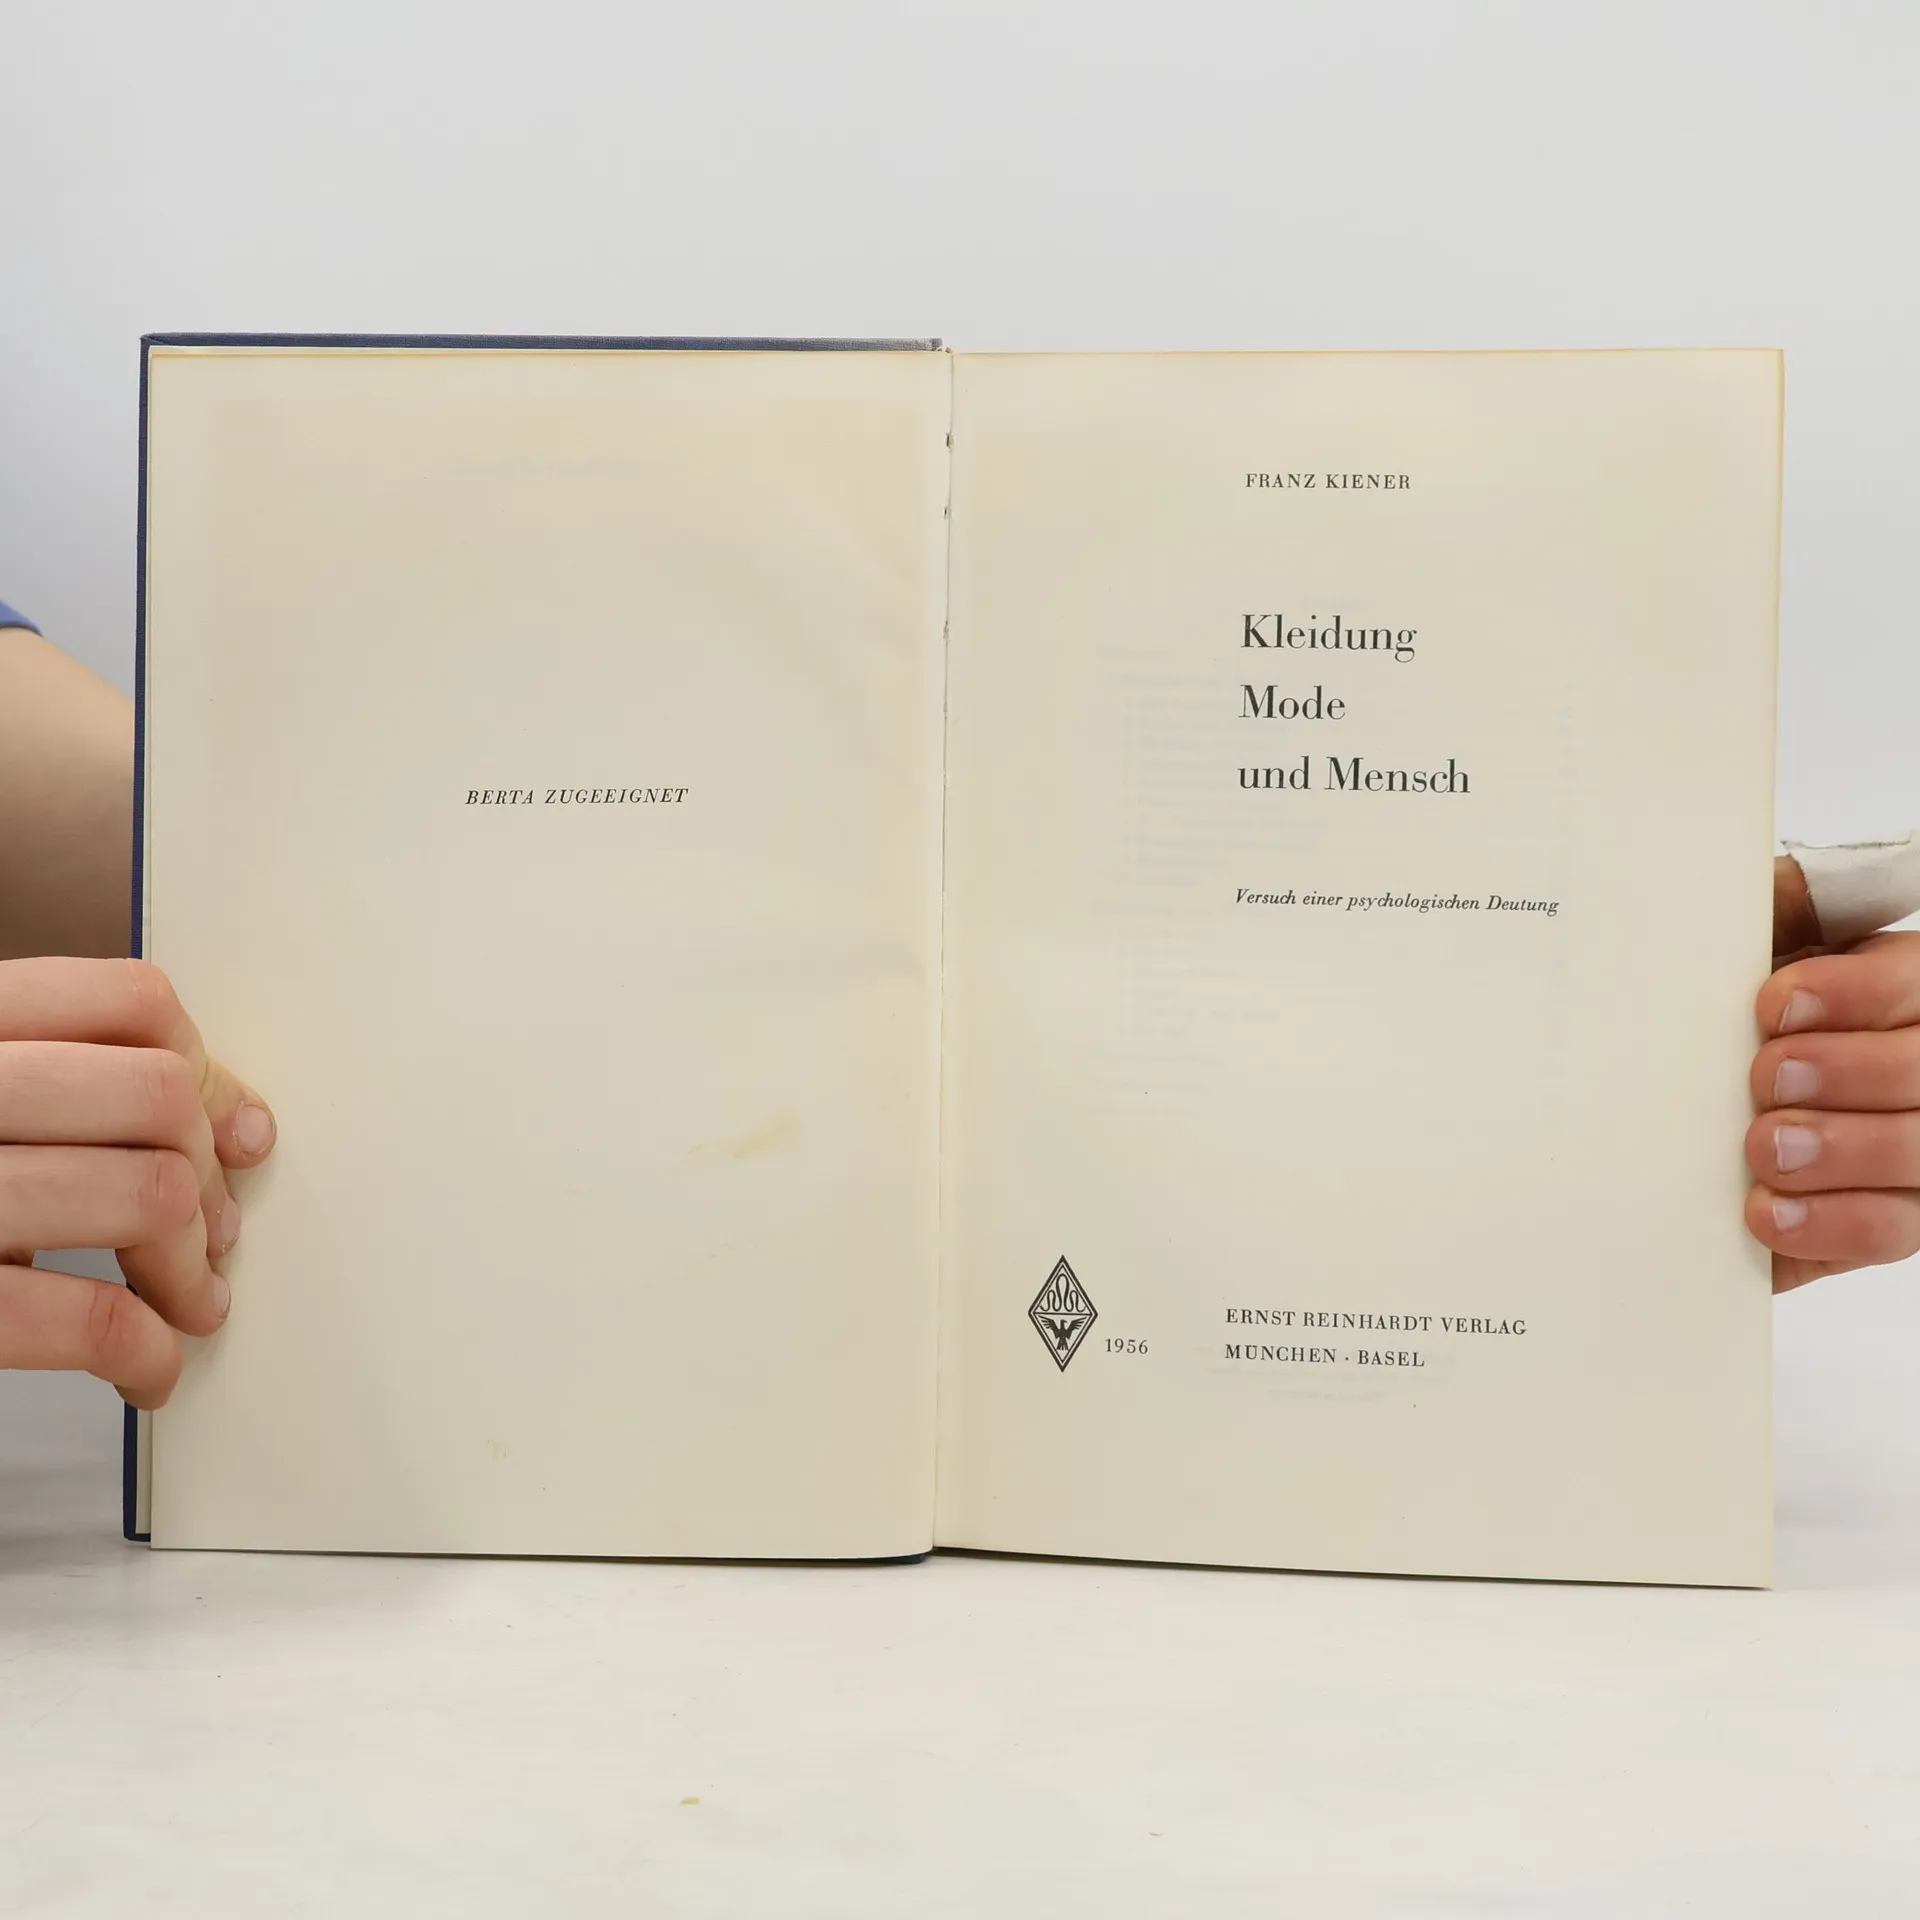 BERTA ZUGEEIGNET
FRANZ KIENER
Kleidung
Mode
und Mensch
Versuch einer psychologischen Deutung
1956
ERNST REINHARDT VERLAG
MÜNCHEN · BASEL